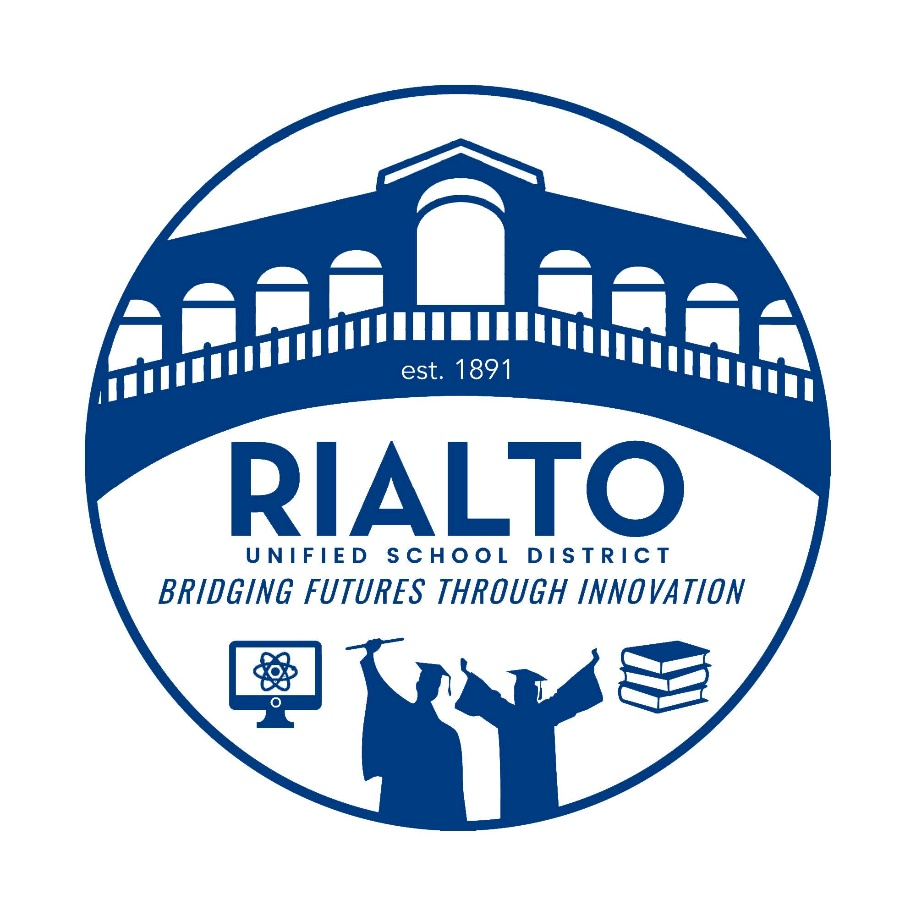 est. 1891
RIALTO
UNIFIED SCHOOL DISTRICT
BRIDGING FUTURES THROUGH INNOVATION